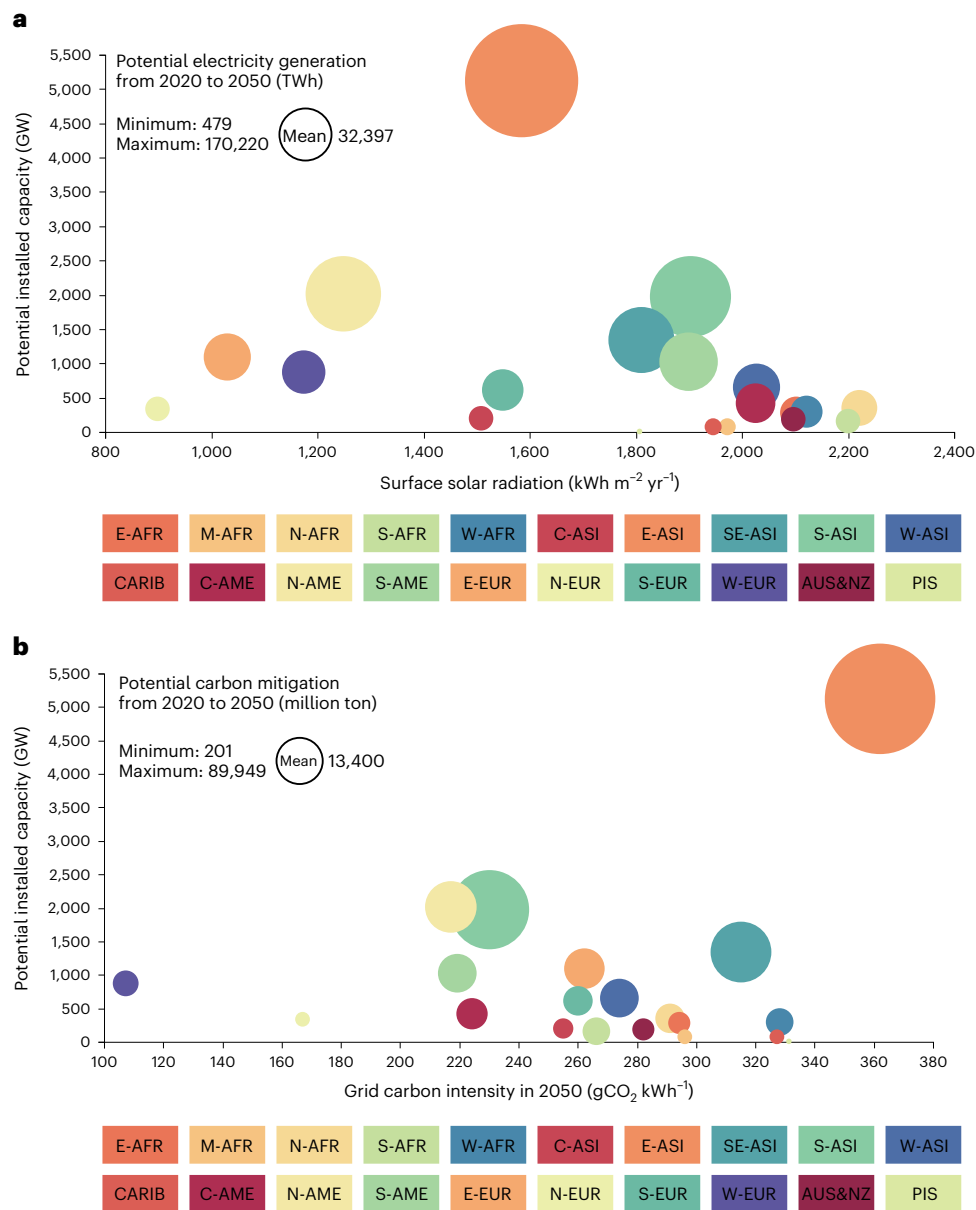 a
5,500
5,000
4,500
4,000
3,500
3,000
2,500
2,000
1,500
1,000
500
0
Potential installed capacity (GW)
Potential electricity generation
from 2020 to 2050 (TWh)
Minimum: 479
Maximum: 170,220
Mean 32,397
800 1,000 1,200 1,400 1,600 1,800 2,000 2,200 2,400
Surface solar radiation (kWh m⁻² yr⁻¹)
E-AFR M-AFR N-AFR S-AFR W-AFR C-ASI E-ASI SE-ASI S-ASI W-ASI
CARIB C-AME N-AME S-AME E-EUR N-EUR S-EUR W-EUR AUS&NZ PIS
b
5,500
5,000
4,500
4,000
3,500
3,000
2,500
2,000
1,500
1,000
500
0
Potential installed capacity (GW)
Potential carbon mitigation
from 2020 to 2050 (million ton)
Minimum: 201
Maximum: 89,949
Mean 13,400
100 120 140 160 180 200 220 240 260 280 300 320 340 360 380
Grid carbon intensity in 2050 (gCO₂ kWh⁻¹)
E-AFR M-AFR N-AFR S-AFR W-AFR C-ASI E-ASI SE-ASI S-ASI W-ASI
CARIB C-AME N-AME S-AME E-EUR N-EUR S-EUR W-EUR AUS&NZ PIS